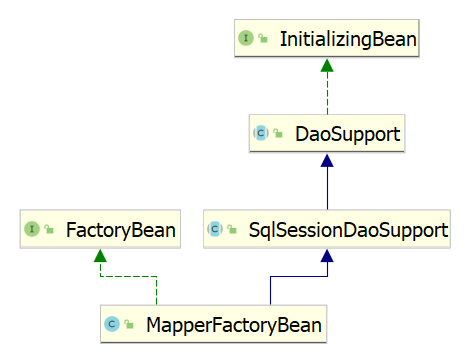 I InitializingBean
C DaoSupport
I FactoryBean
C SqlSessionDaoSupport
C MapperFactoryBean